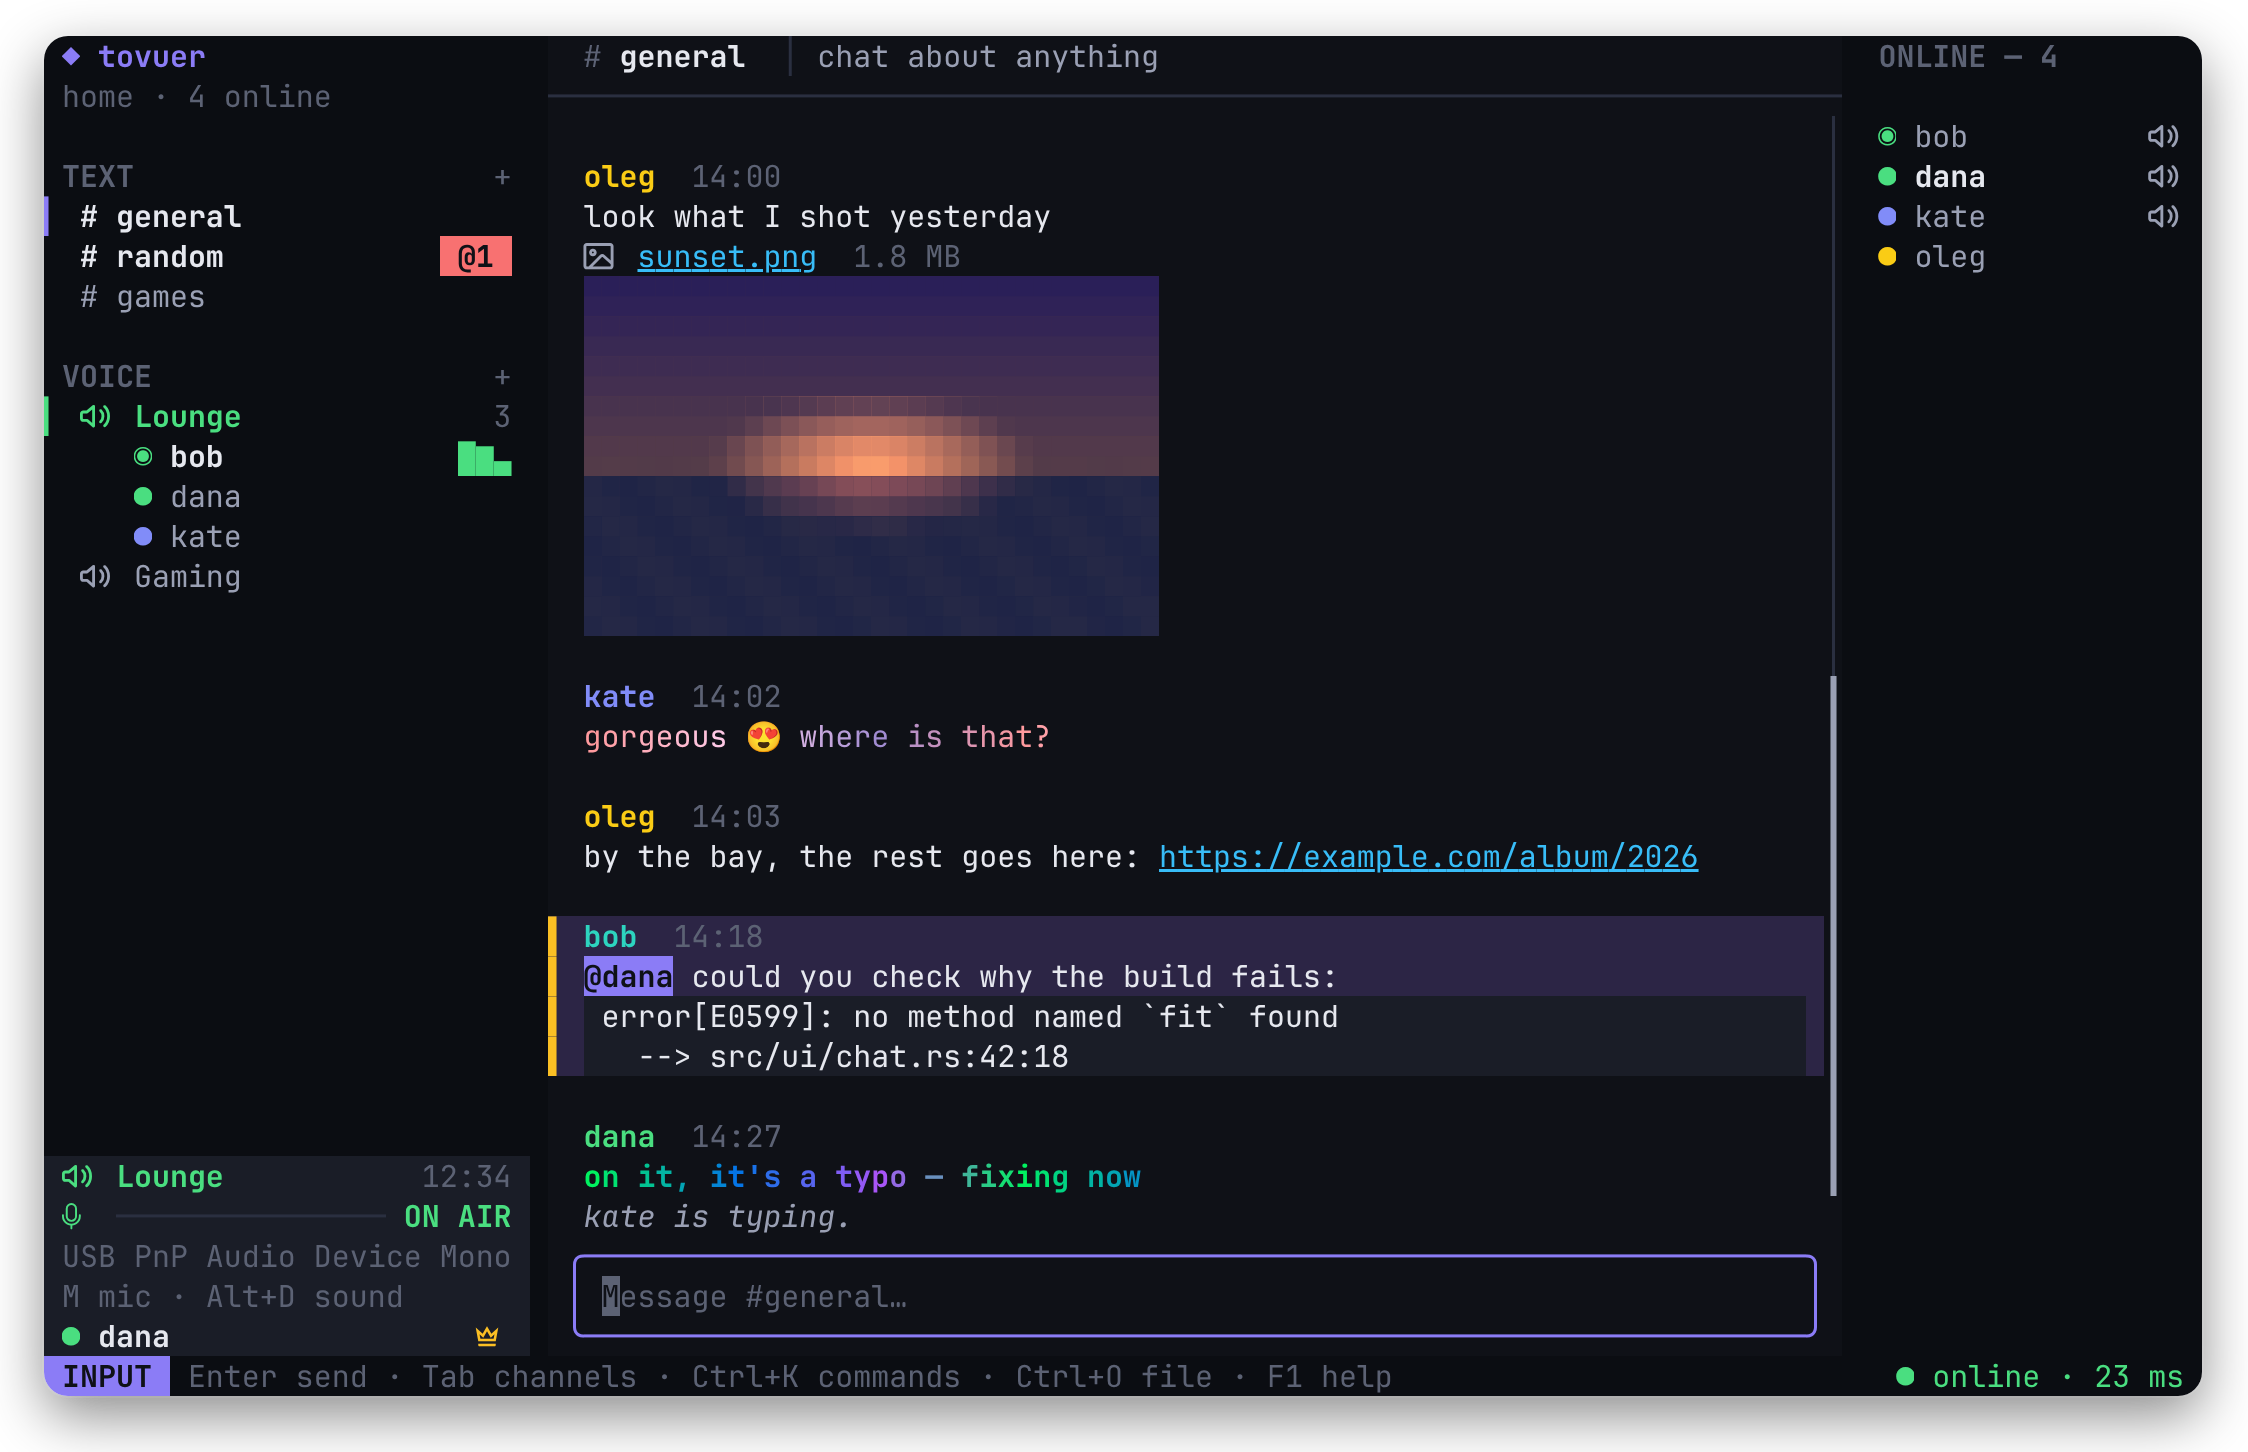 ◆ tovuer
home · 4 online
TEXT +
# general
# random @1
# games
VOICE +
Lounge 3
bob
dana
kate
Gaming
Lounge 12:34
ON AIR
USB PnP Audio Device Mono
M mic · Alt+D sound
dana
# general │ chat about anything
oleg 14:00
look what I shot yesterday
sunset.png 1.8 MB
kate 14:02
gorgeous 😍 where is that?
oleg 14:03
by the bay, the rest goes here: https://example.com/album/2026
bob 14:18
@dana could you check why the build fails:
error[E0599]: no method named `fit` found
--> src/ui/chat.rs:42:18
dana 14:27
on it, it's a typo — fixing now
kate is typing.
Message #general…
ONLINE — 4
bob
dana
kate
oleg
INPUT Enter send · Tab channels · Ctrl+K commands · Ctrl+O file · F1 help
online · 23 ms